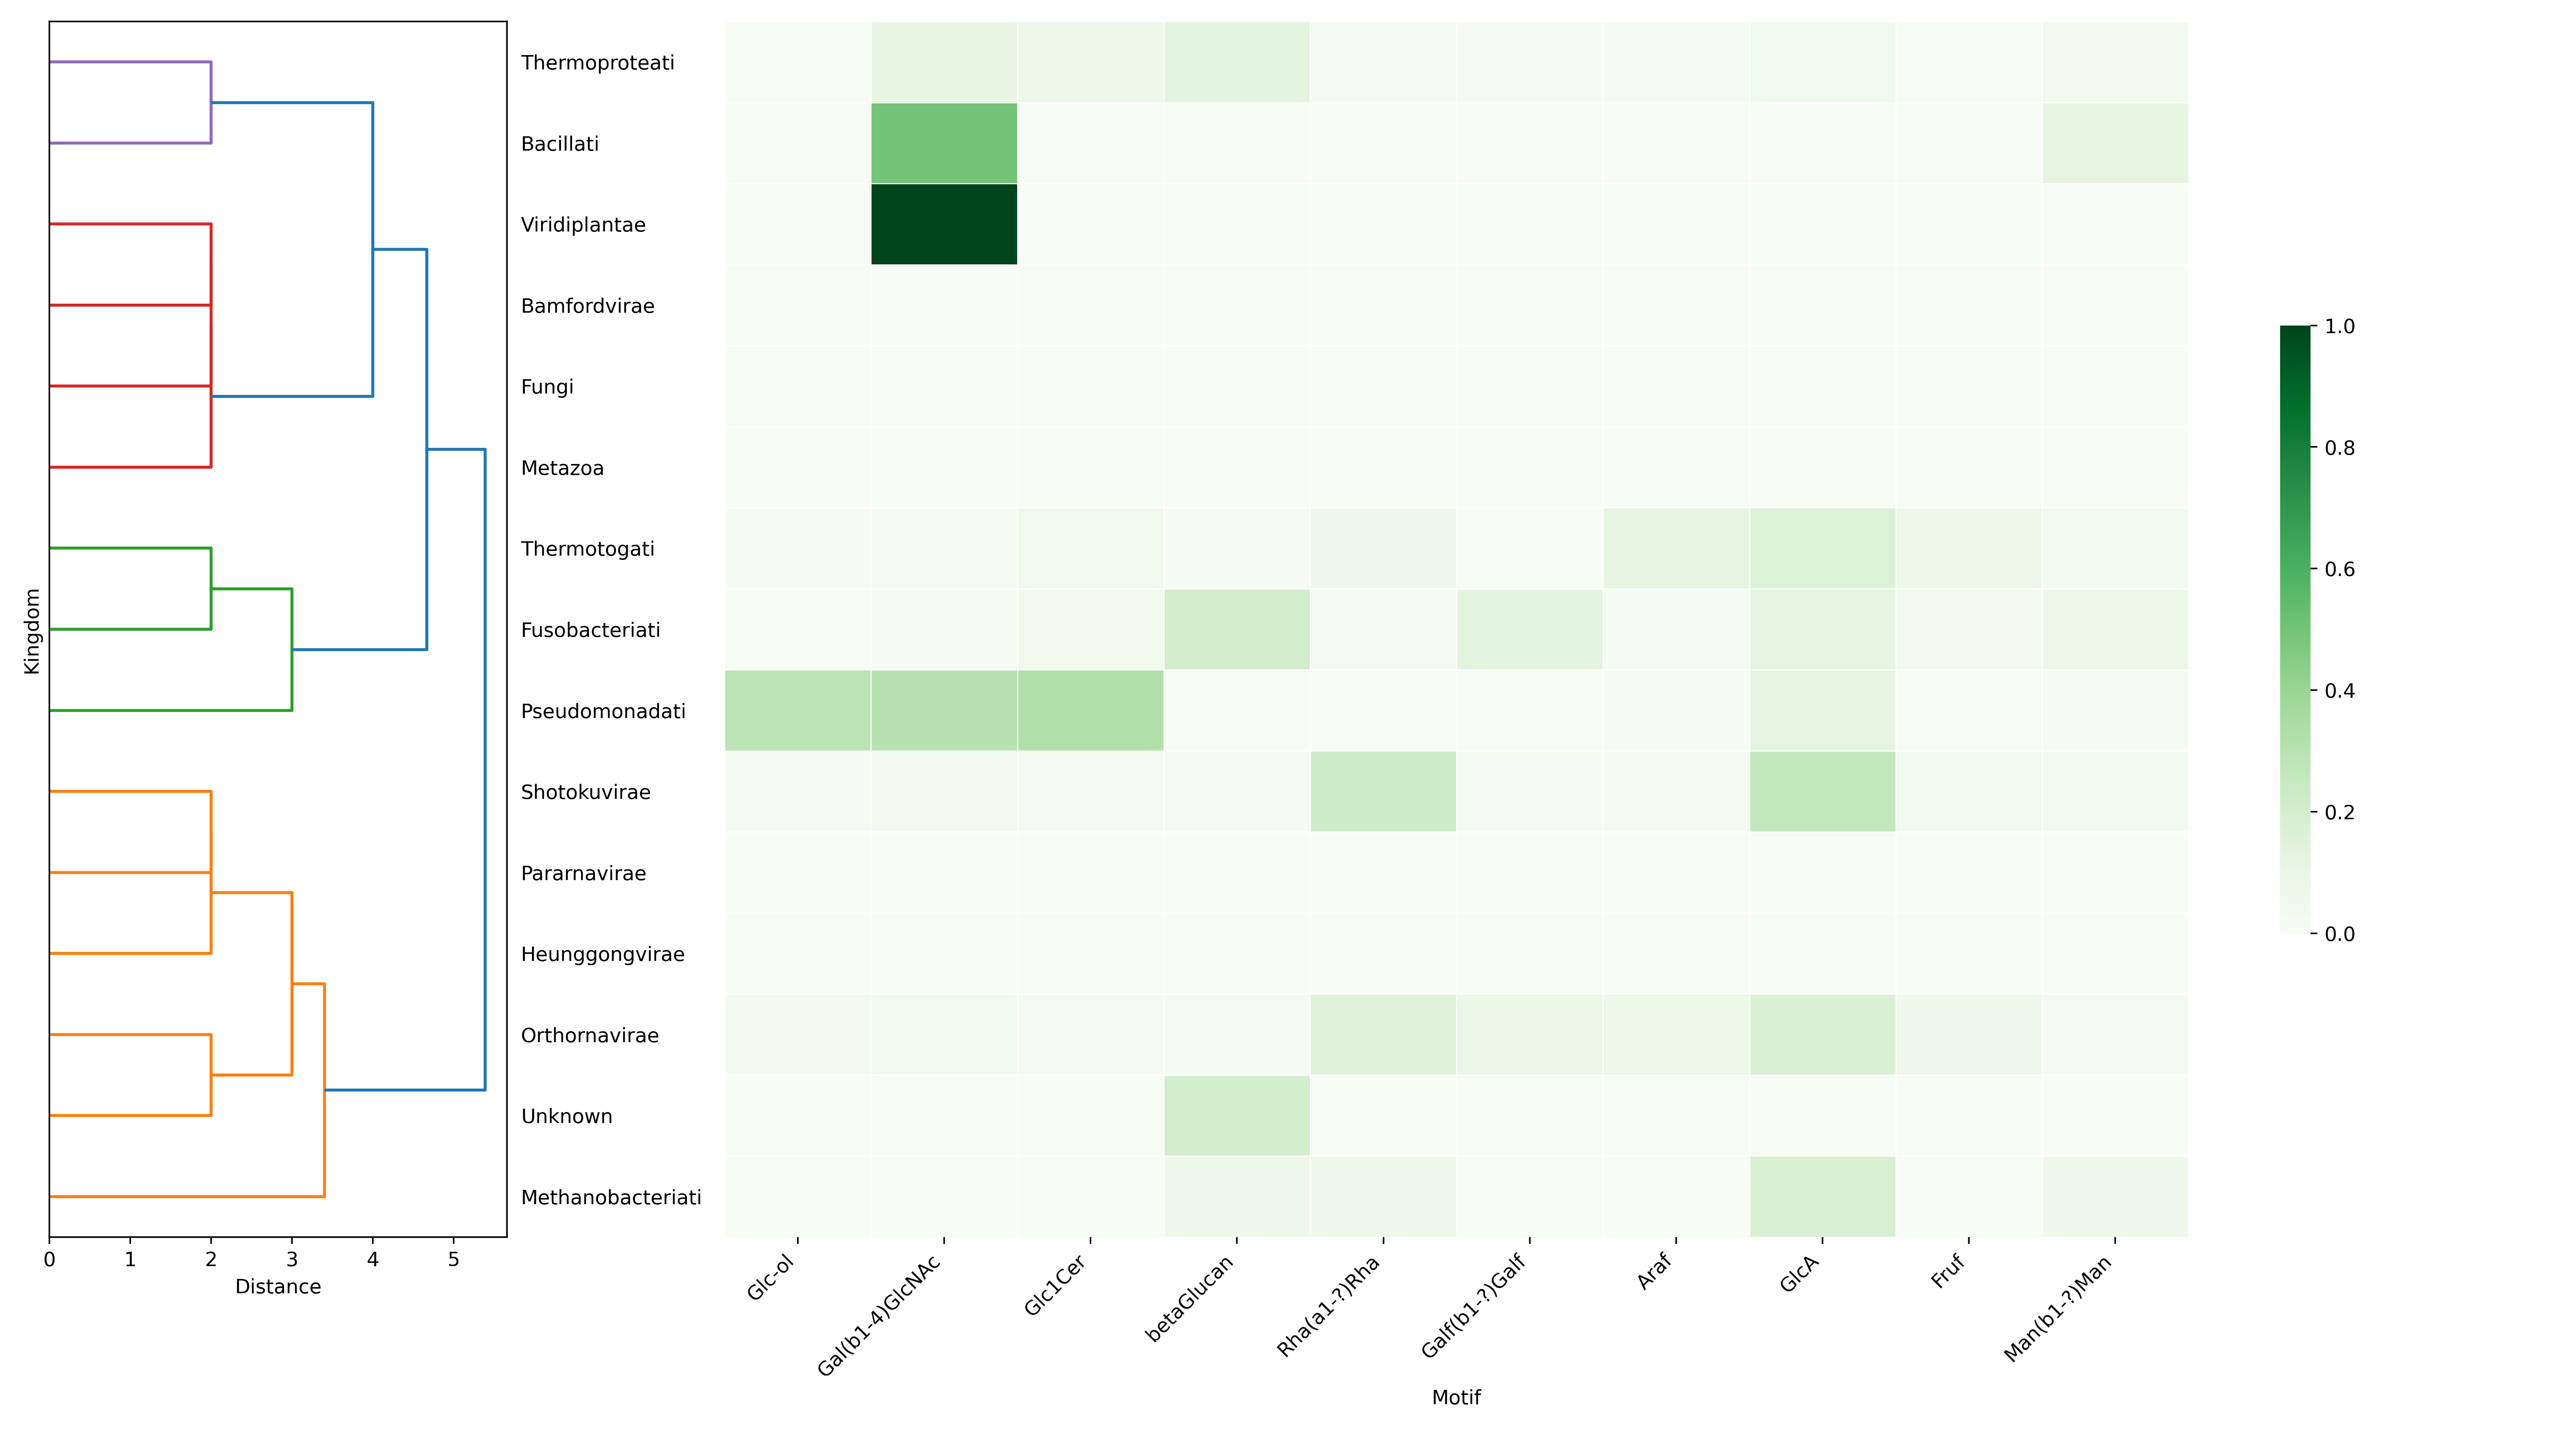 Kingdom
Thermoproteati
Bacillati
Viridiplantae
Bamfordvirae
Fungi
Metazoa
Thermotogati
Fusobacteriati
Pseudomonadati
Shotokuvirae
Pararnavirae
Heunggongvirae
Orthornavirae
Unknown
Methanobacteriati
0 1 2 3 4 5
Distance
Glc-ol
Gal(b1-4)GlcNAc
Glc1Cer
betaGlucan
Rha(a1-?)Rha
Galf(b1-?)Galf
Araf
GlcA
Fruf
Man(b1-?)Man
Motif
1.0
0.8
0.6
0.4
0.2
0.0